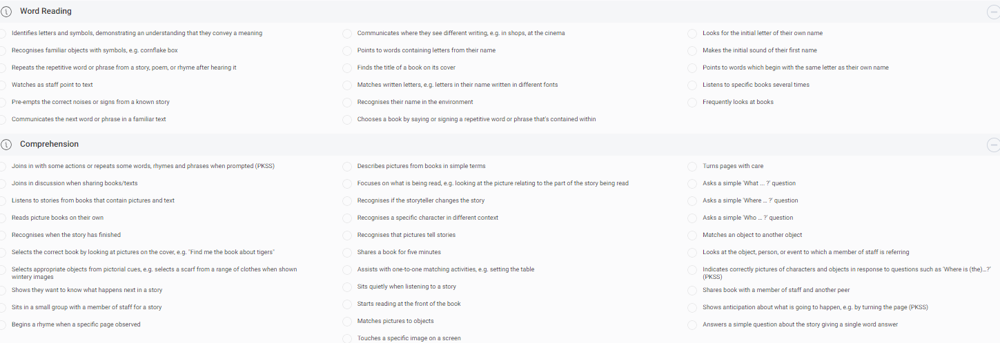 Word Reading
Identifies letters and symbols, demonstrating an understanding that they convey a meaning
Recognises familiar objects with symbols, e.g. cornflake box
Repeats the repetitive word or phrase from a story, poem, or rhyme after hearing it
Watches as staff point to text
Pre-empts the correct noises or signs from a known story
Communicates the next word or phrase in a familiar text
Communicates where they see different writing, e.g. in shops, at the cinema
Points to words containing letters from their name
Finds the title of a book on its cover
Matches written letters, e.g. letters in their name written in different fonts
Recognises their name in the environment
Chooses a book by saying or signing a repetitive word or phrase that's contained within
Looks for the initial letter of their own name
Makes the initial sound of their first name
Points to words which begin with the same letter as their own name
Listens to specific books several times
Frequently looks at books
Comprehension
Joins in with some actions or repeats some words, rhymes and phrases when prompted (PKSS)
Joins in discussion when sharing books/texts
Listens to stories from books that contain pictures and text
Reads picture books on their own
Recognises when the story has finished
Selects the correct book by looking at pictures on the cover, e.g. "Find me the book about tigers"
Selects appropriate objects from pictorial cues, e.g. selects a scarf from a range of clothes when shown
wintery images
Shows they want to know what happens next in a story
Sits in a small group with a member of staff for a story
Begins a rhyme when a specific page observed
Describes pictures from books in simple terms
Focuses on what is being read, e.g. looking at the picture relating to the part of the story being read
Recognises if the storyteller changes the story
Recognises a specific character in different context
Recognises that pictures tell stories
Shares a book for five minutes
Assists with one-to-one matching activities, e.g. setting the table
Sits quietly when listening to a story
Starts reading at the front of the book
Matches pictures to objects
Touches a specific image on a screen
Turns pages with care
Asks a simple 'What ... ?' question
Asks a simple 'Where ... ?' question
Asks a simple 'Who ... ?' question
Matches an object to another object
Looks at the object, person, or event to which a member of staff is referring
Indicates correctly pictures of characters and objects in response to questions such as 'Where is (the)...?'
(PKSS)
Shares book with a member of staff and another peer
Shows anticipation about what is going to happen, e.g. by turning the page (PKSS)
Answers a simple question about the story giving a single word answer